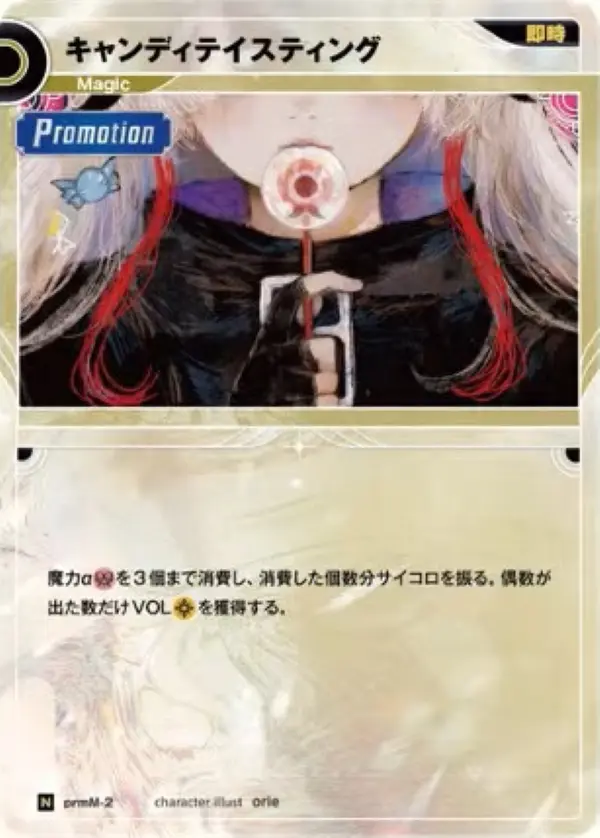 キャンディテイスティング
即時
Magic
Promotion
魔力αを3個まで消費し、消費した個数分サイコロを振る。偶数が
出た数だけVOLを獲得する。
N prmM-2 character illust orie